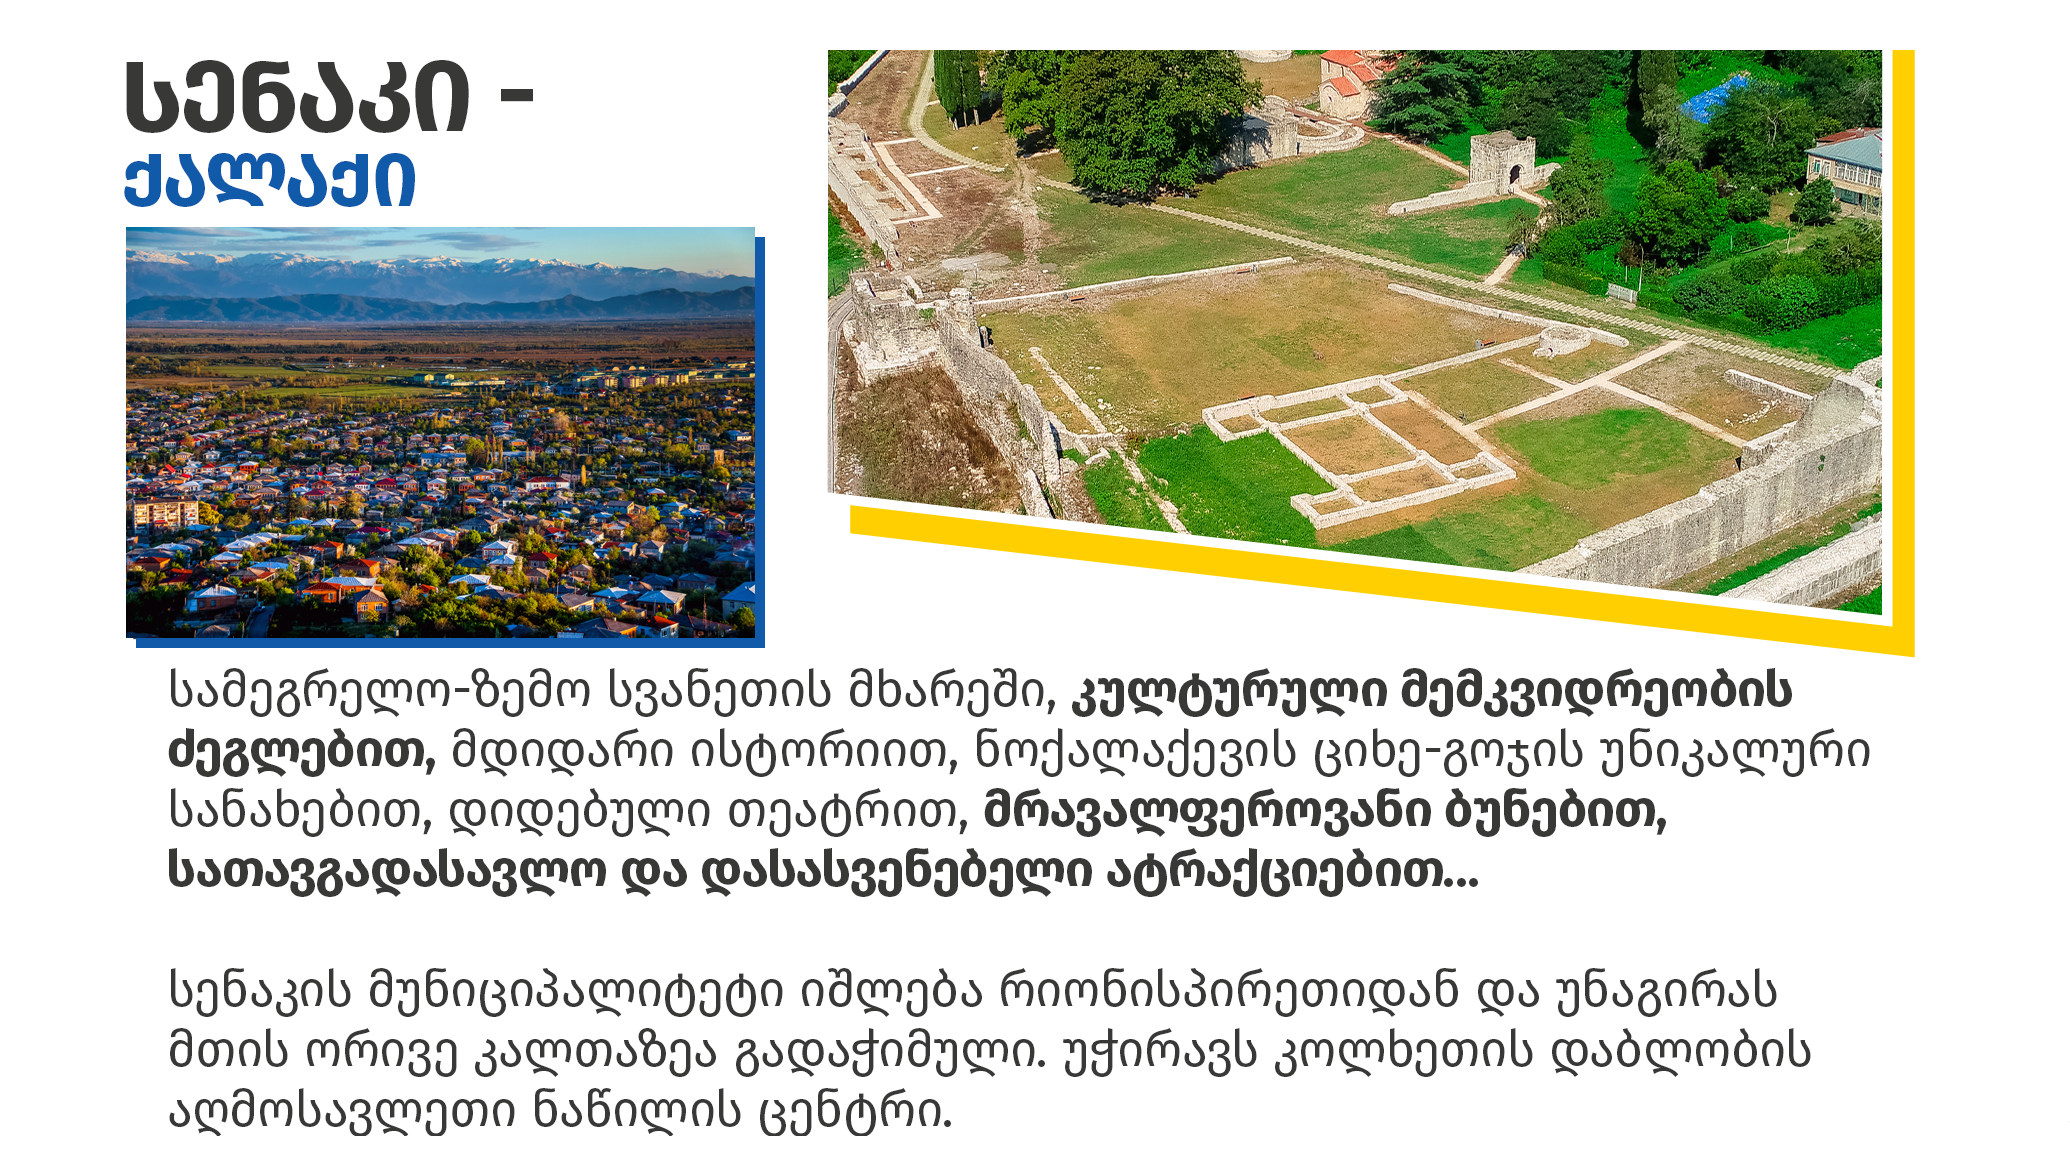 სენაკი -
ქალაქი
სამეგრელო-ზემო სვანეთის მხარეში, კულტურული მემკვიდრეობის
ძეგლებით, მდიდარი ისტორიით, ნოქალაქევის ციხე-გოჯის უნიკალური
სანახებით, დიდებული თეატრით, მრავალფეროვანი ბუნებით,
სათავგადასავლო და დასასვენებელი ატრაქციებით...
სენაკის მუნიციპალიტეტი იშლება რიონისპირეთიდან და უნაგირას
მთის ორივე კალთაზეა გადაჭიმული. უჭირავს კოლხეთის დაბლობის
აღმოსავლეთი ნაწილის ცენტრი.